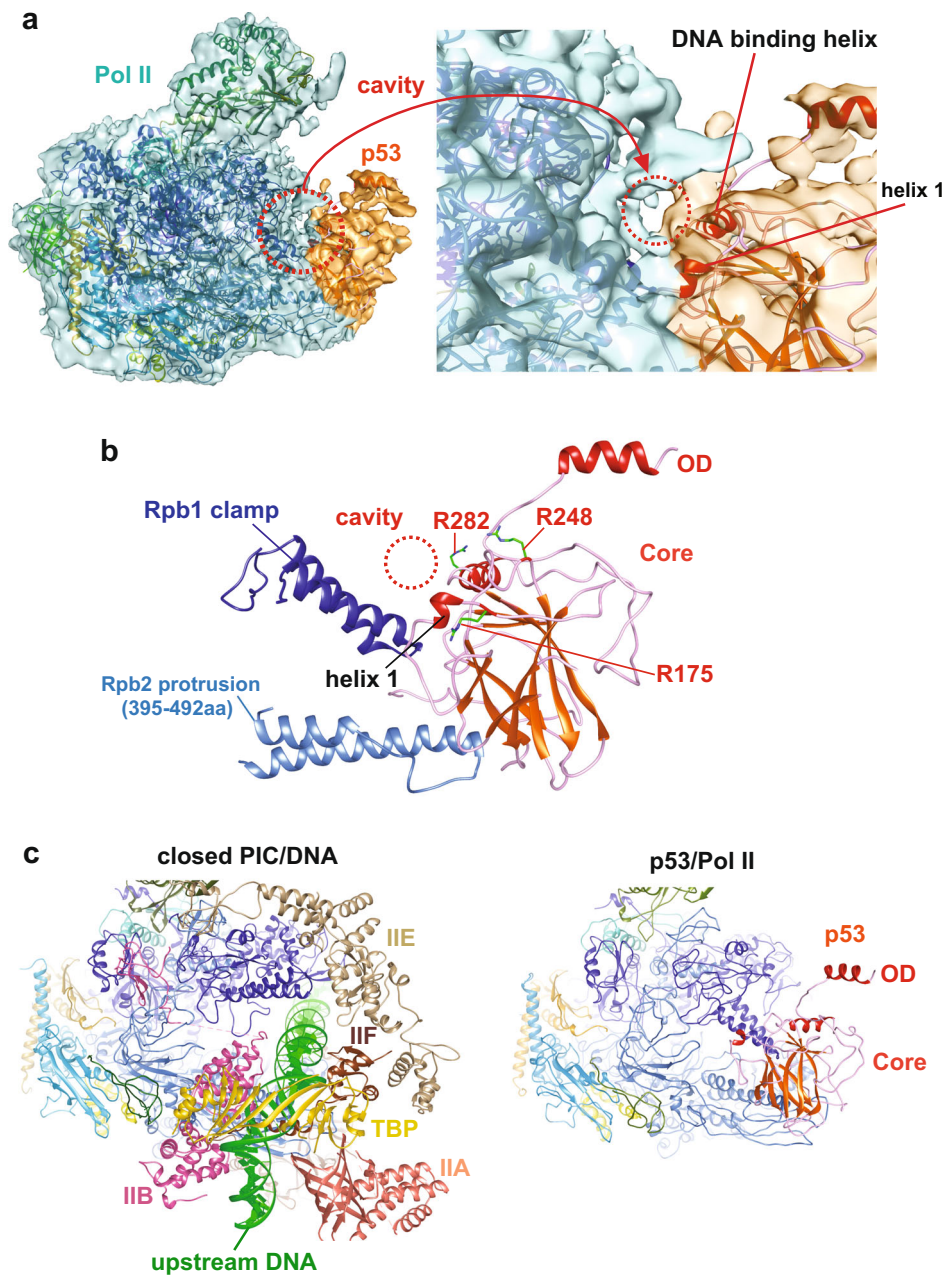 a
Pol II
cavity
p53
DNA binding helix
helix 1
b
Rpb1 clamp
cavity
R282
R248
OD
Core
helix 1
R175
Rpb2 protrusion
(395-492aa)
c
closed PIC/DNA
p53/Pol II
IIE
IIF
TBP
IIA
IIB
upstream DNA
p53
OD
Core